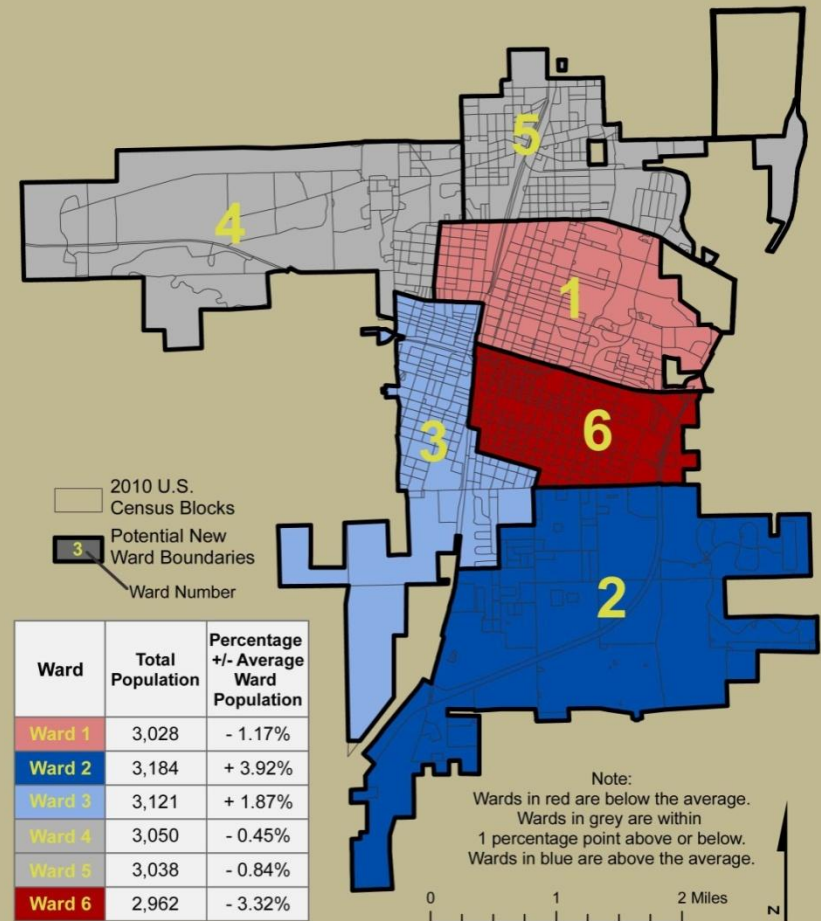 5
4
1
3
6
2
2010 U.S.
Census Blocks
3
Potential New
Ward Boundaries
Ward Number
Ward
Total
Population
Percentage
+/- Average
Ward
Population
Ward 1 3,028 - 1.17%
Ward 2 3,184 + 3.92%
Ward 3 3,121 + 1.87%
Ward 4 3,050 - 0.45%
Ward 5 3,038 - 0.84%
Ward 6 2,962 - 3.32%
Note:
Wards in red are below the average.
Wards in grey are within
1 percentage point above or below.
Wards in blue are above the average.
0 1 2 Miles
N